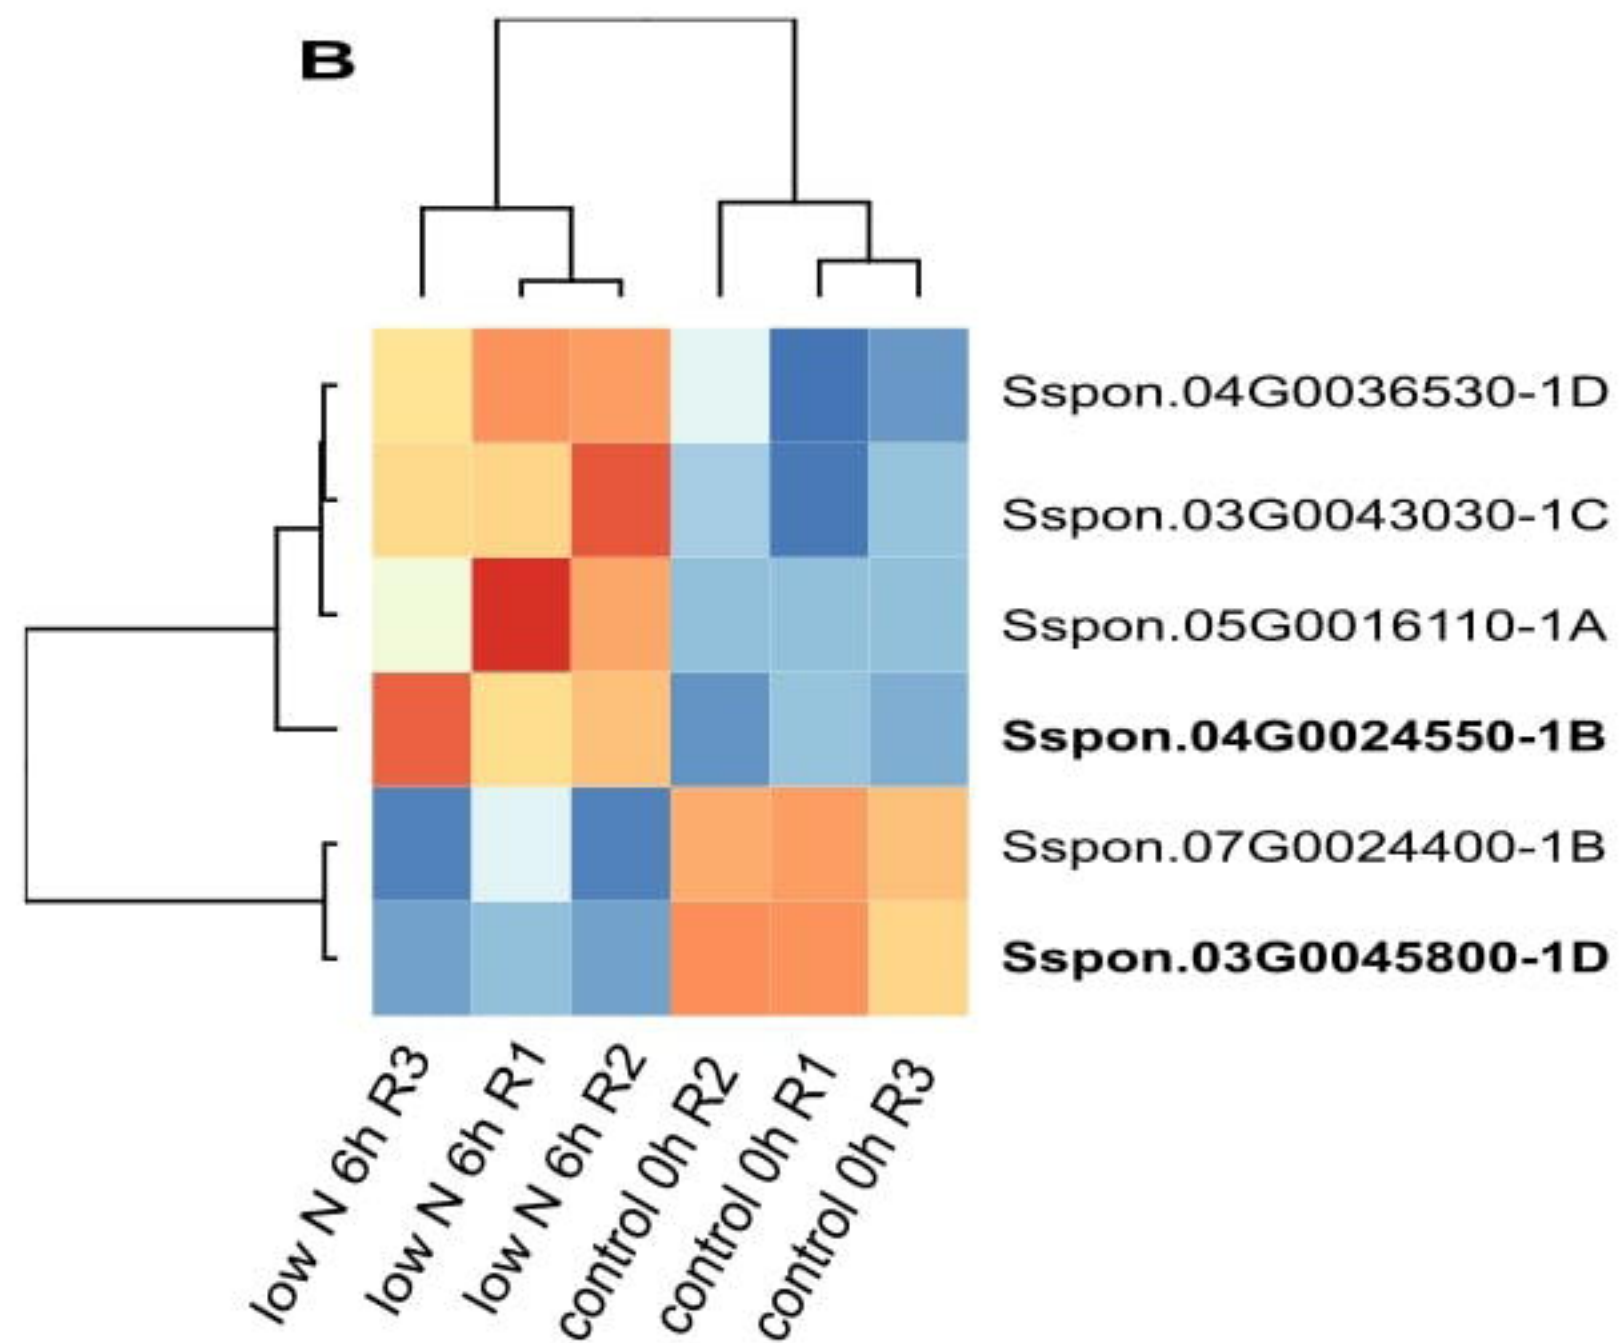 B
Sspon.04G0036530-1D
Sspon.03G0043030-1C
Sspon.05G0016110-1A
Sspon.04G0024550-1B
Sspon.07G0024400-1B
Sspon.03G0045800-1D
low N 6h R3
low N 6h R1
low N 6h R2
control 0h R2
control 0h R1
control 0h R3